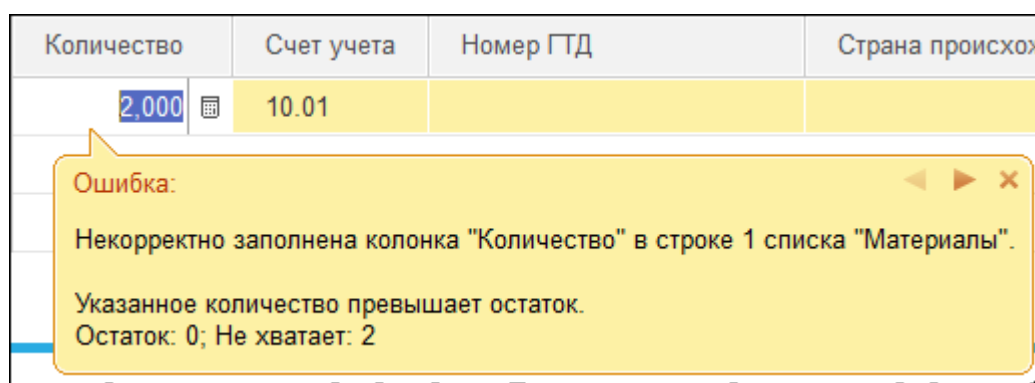 Количество Счет учета Номер ГТД Страна происхо
2,000 10.01
Ошибка:
Некорректно заполнена колонка "Количество" в строке 1 списка "Материалы".
Указанное количество превышает остаток.
Остаток: 0; Не хватает: 2